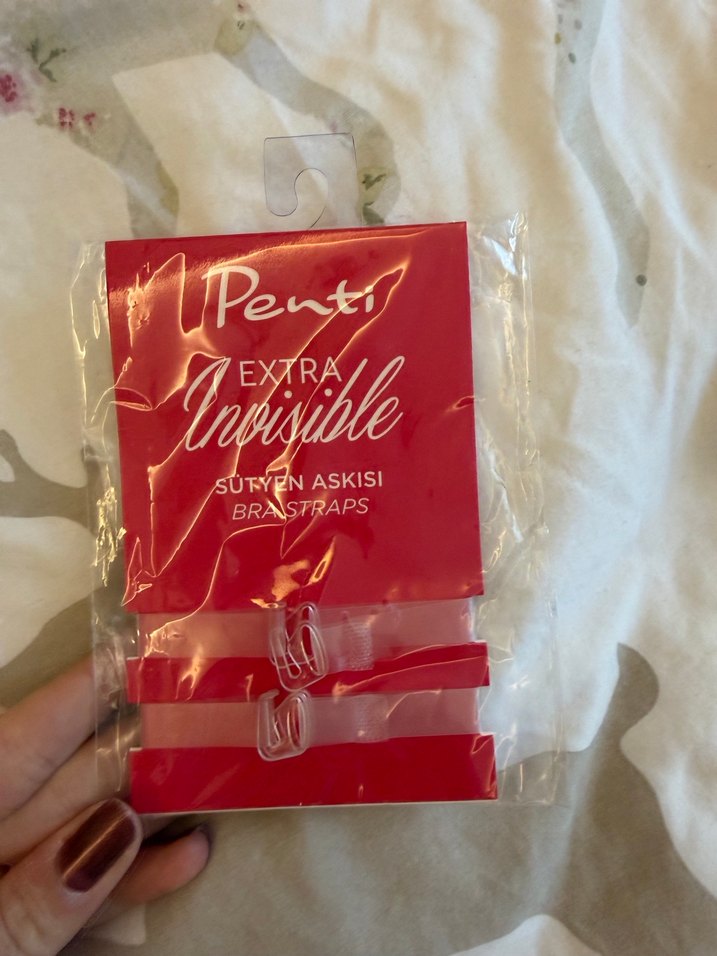 Penti
EXTRA
Invisible
SÜTYEN ASKISI
BRA STRAPS